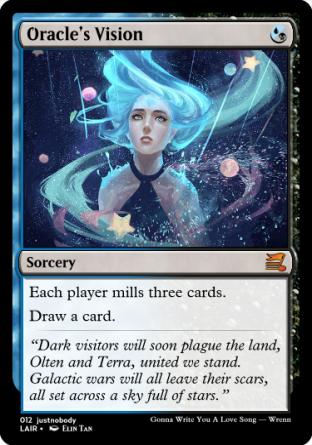 Oracle's Vision
Sorcery
Each player mills three cards.
Draw a card.
“Dark visitors will soon plague the land,
Olten and Terra, united we stand.
Galactic wars will all leave their scars,
all set across a sky full of stars.”
012 justnobody
Gonna Write You A Love Song — Wrenn
LAIR • Elin Tan